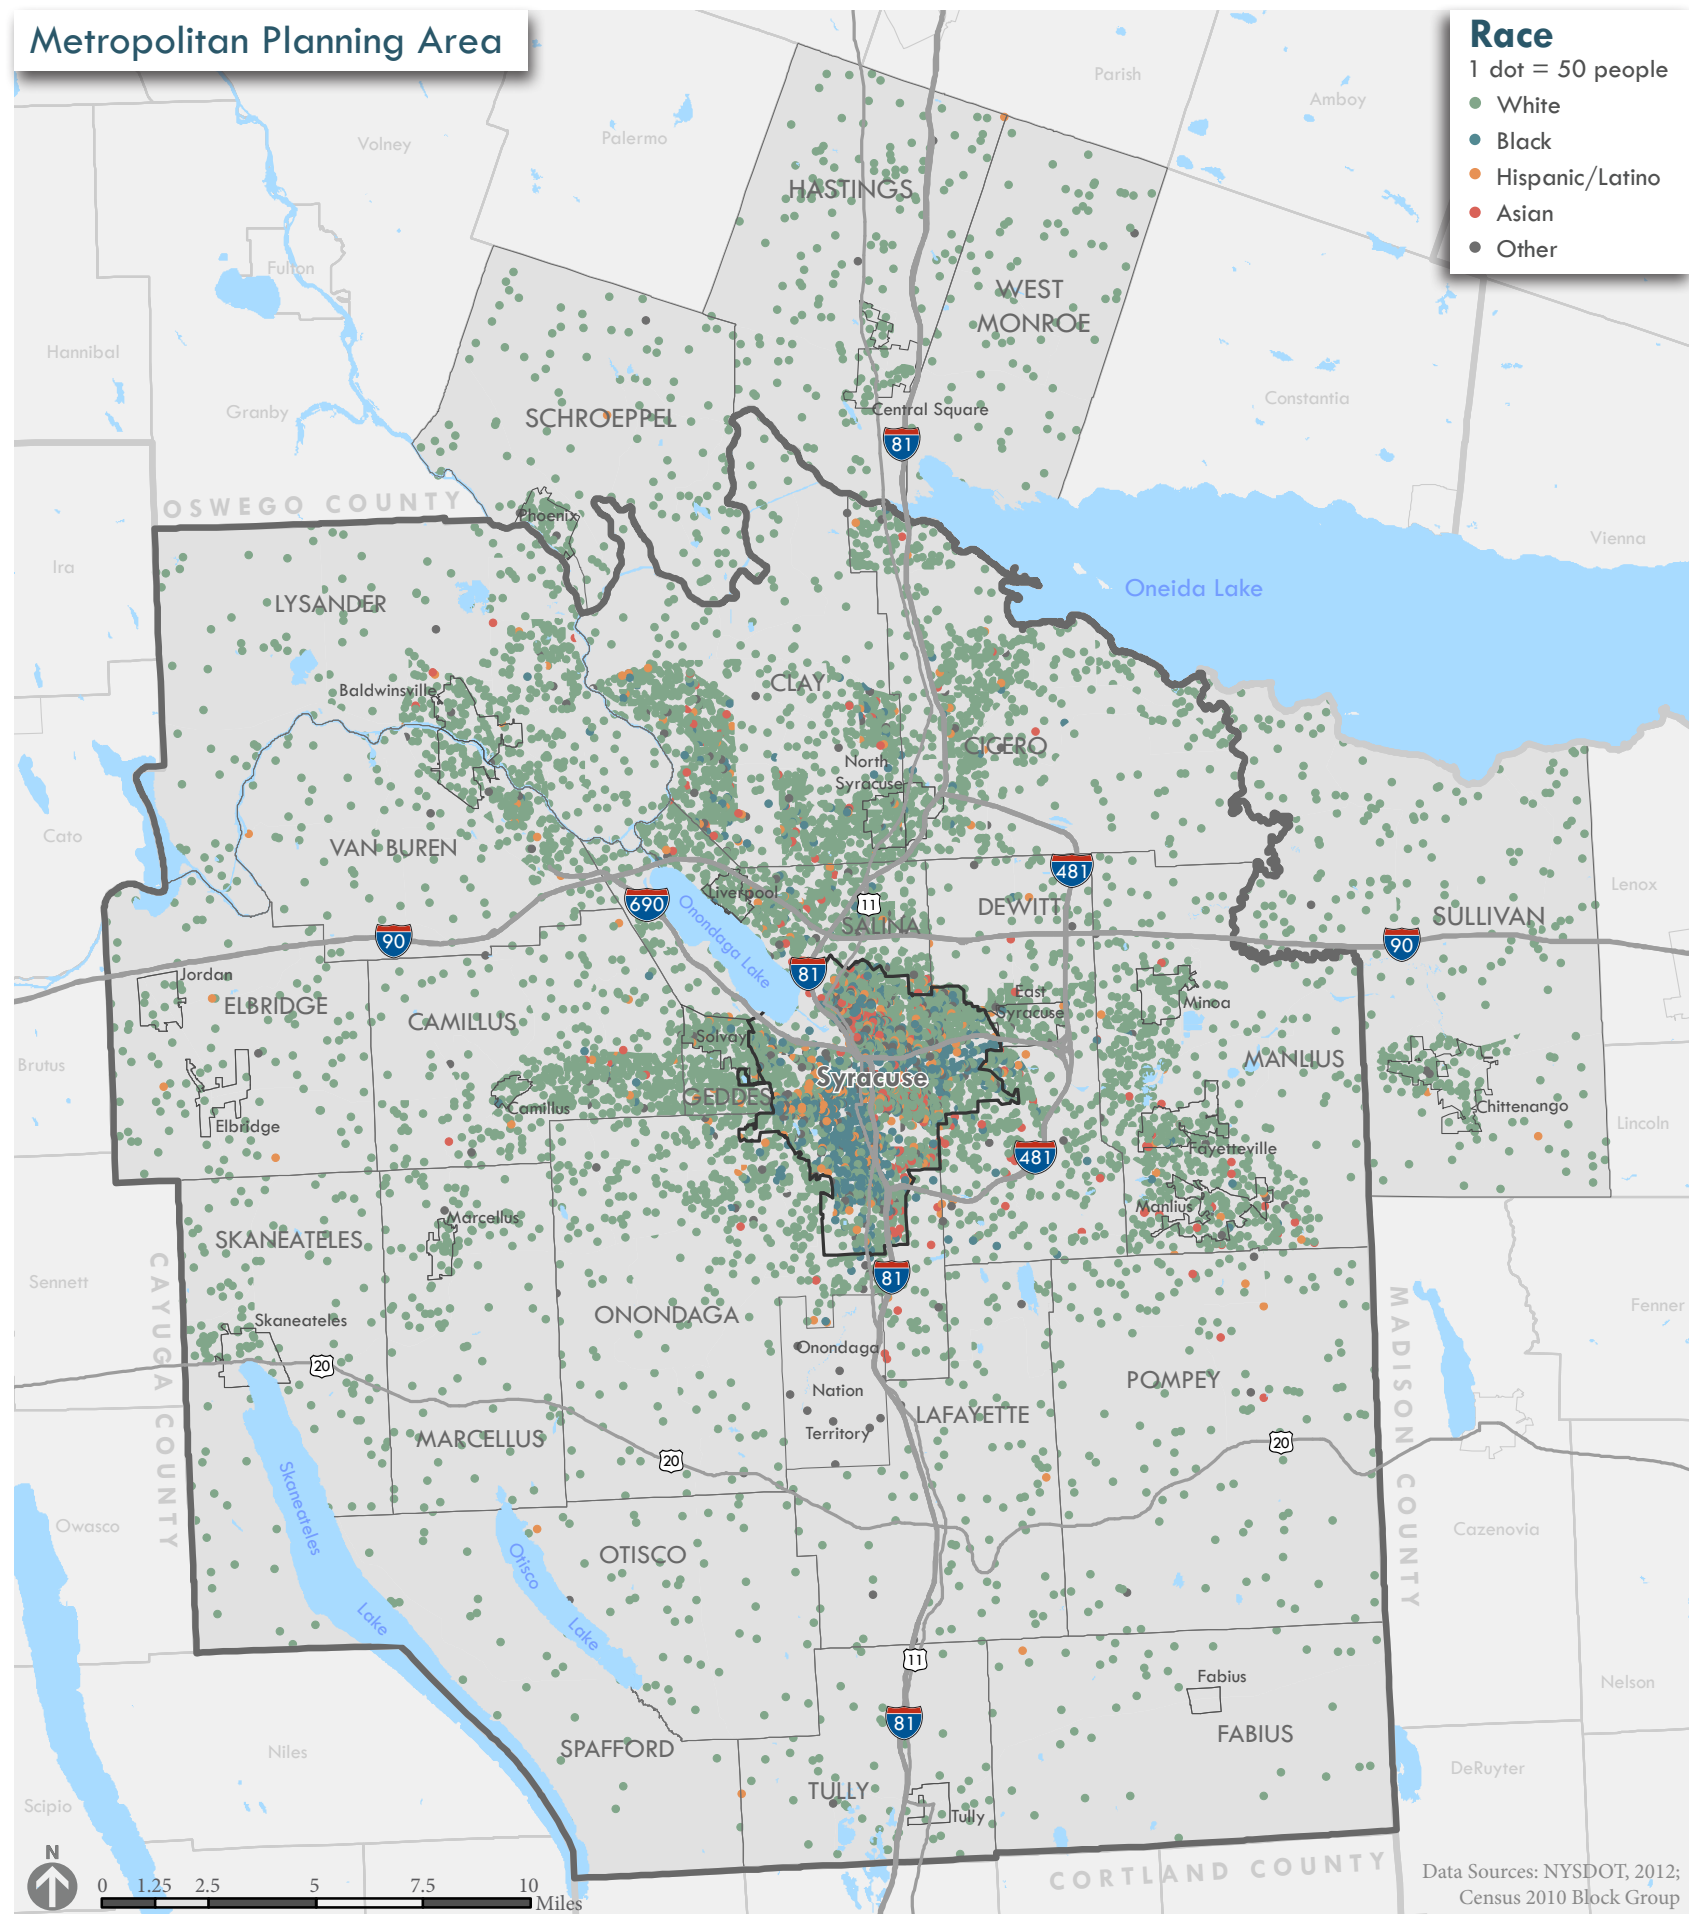 Metropolitan Planning Area
Race
1 dot = 50 people
White
Black
Hispanic/Latino
Asian
Other
Parish
Amboy
Volney
Palermo
HASTINGS
Fulton
WEST
MONROE
Hannibal
Granby
SCHROEPPEL
Central Square
Constantia
81
OSWEGO COUNTY
Phoenix
Vienna
Ira
Oneida Lake
LYSANDER
Baldwinsville
CLAY
CICERO
North
Syracuse
Cato
VAN BUREN
481
Liverpool
Lenox
690
11
DEWITT
SULLIVAN
Onondaga Lake
SALINA
90
90
Jordan
81
ELBRIDGE
CAMILLUS
East
Syracuse
Minoa
Solvay
Brutus
MANLIUS
Syracuse
GEDDES
Camillus
Chittenango
Elbridge
Lincoln
Fayetteville
481
Manlius
Marcellus
SKANEATELES
Sennett
CAYUGA COUNTY
81
MADISON COUNTY
Fenner
ONONDAGA
Skaneateles
Onondaga
Nation
Territory
20
POMPEY
LAFAYETTE
MARCELLUS
20
20
Skaneateles
Lake
Owasco
Cazenovia
OTISCO
Otisco
Lake
11
Fabius
Nelson
81
FABIUS
SPAFFORD
Niles
DeRuyter
TULLY
Tully
Scipio
N
CORTLAND COUNTY
0 1.25 2.5 5 7.5 10
Miles
Data Sources: NYSDOT, 2012;
Census 2010 Block Group